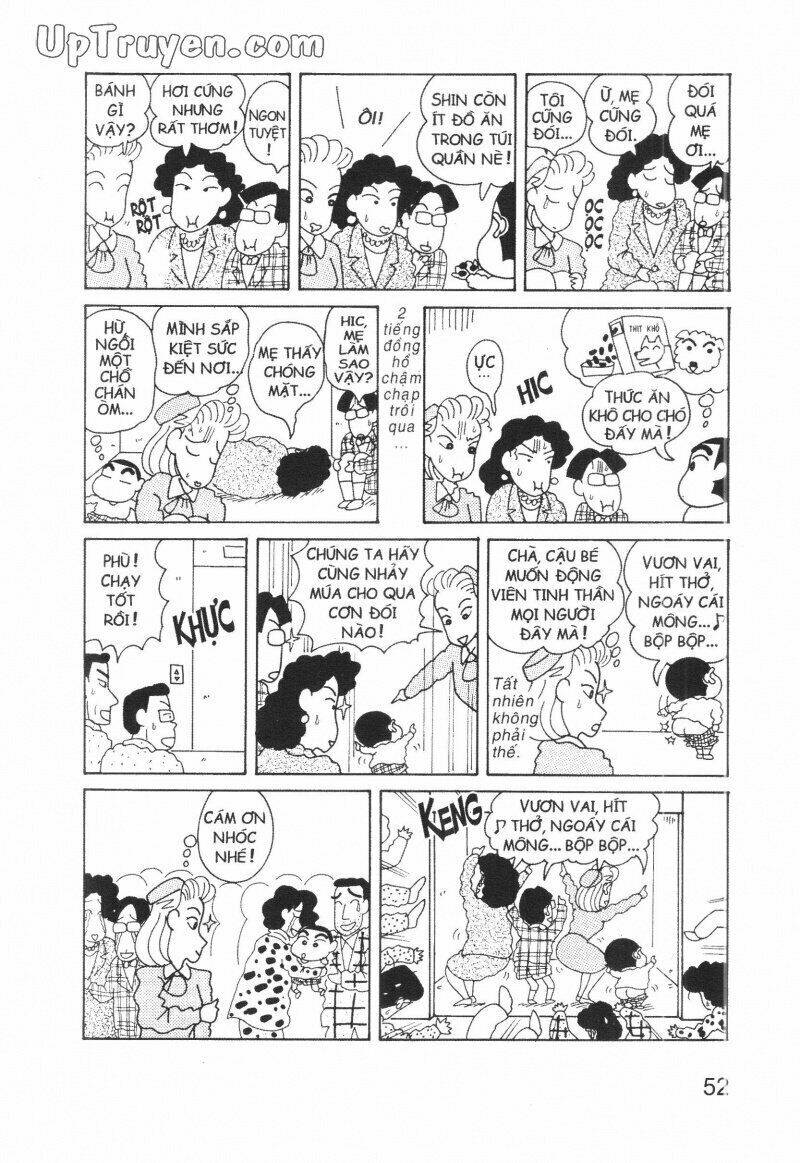 UpTruyen.com
ĐÓI
QUÁ
MẸ
ƠI...
Ừ, MẸ
CŨNG
ĐÓI.
TÔI
CŨNG
ĐÓI...
ỌC
ỌC
ỌC
SHIN CÒN
ÍT ĐỒ ĂN
TRONG TÚI
QUẦN NÈ!
ÔI!
NGON
TUYỆT
!
HƠI CỨNG
NHƯNG
RẤT THƠM!
BÁNH
GÌ
VẬY?
RỘT
RỘT
THỊT KHÔ
THỨC ĂN
KHÔ CHO CHÓ
ĐẤY MÀ!
HIC
ỰC
...
2
tiếng
đồng
hồ
chậm
chạp
trôi
qua
...
HIC,
MẸ
LÀM
SAO
VẬY?
MẸ THẤY
CHÓNG
MẶT...
MÌNH SẮP
KIỆT SỨC
ĐẾN NƠI...
HỪ,
NGỒI
MỘT
CHỖ
CHÁN
ỐM...
VƯƠN VAI,
HÍT THỞ,
NGOÁY CÁI
MÔNG...♪
BỘP BỘP...
CHÀ, CẬU BÉ
MUỐN ĐỘNG
VIÊN TINH THẦN
MỌI NGƯỜI
ĐÂY MÀ!
Tất
nhiên
không
phải
thế.
CHÚNG TA HÃY
CÙNG NHẢY
MÚA CHO QUA
CƠN ĐÓI
NÀO!
PHÙ!
CHẠY
TỐT
RỒI!
KHỰC
VƯƠN VAI, HÍT
♪ THỞ, NGOÁY CÁI
MÔNG... BỘP BỘP...
KENG
CÁM ƠN
NHÓC
NHÉ!
52